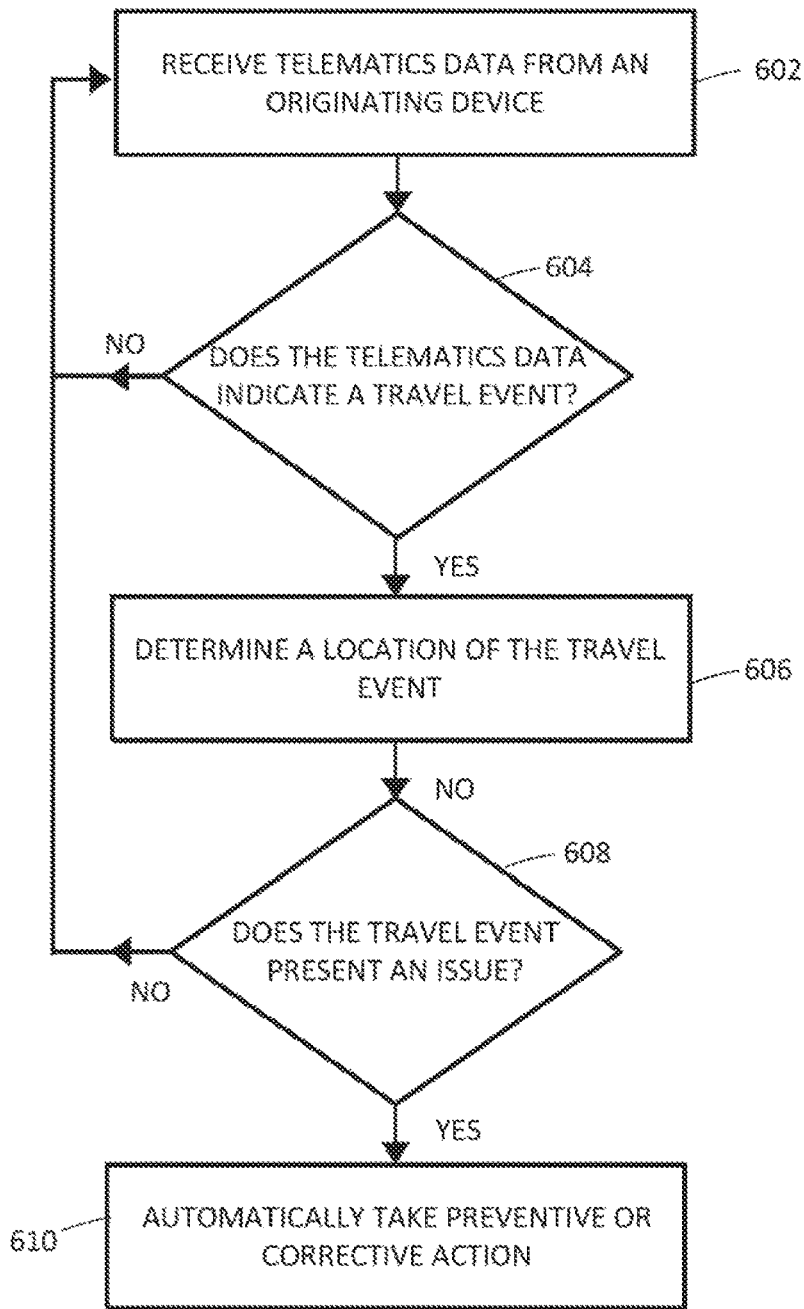 RECEIVE TELEMATICS DATA FROM AN
ORIGINATING DEVICE
602
604
NO
DOES THE TELEMATICS DATA
INDICATE A TRAVEL EVENT?
YES
DETERMINE A LOCATION OF THE TRAVEL
EVENT
606
NO
608
DOES THE TRAVEL EVENT
PRESENT AN ISSUE?
NO
YES
AUTOMATICALLY TAKE PREVENTIVE OR
CORRECTIVE ACTION
610